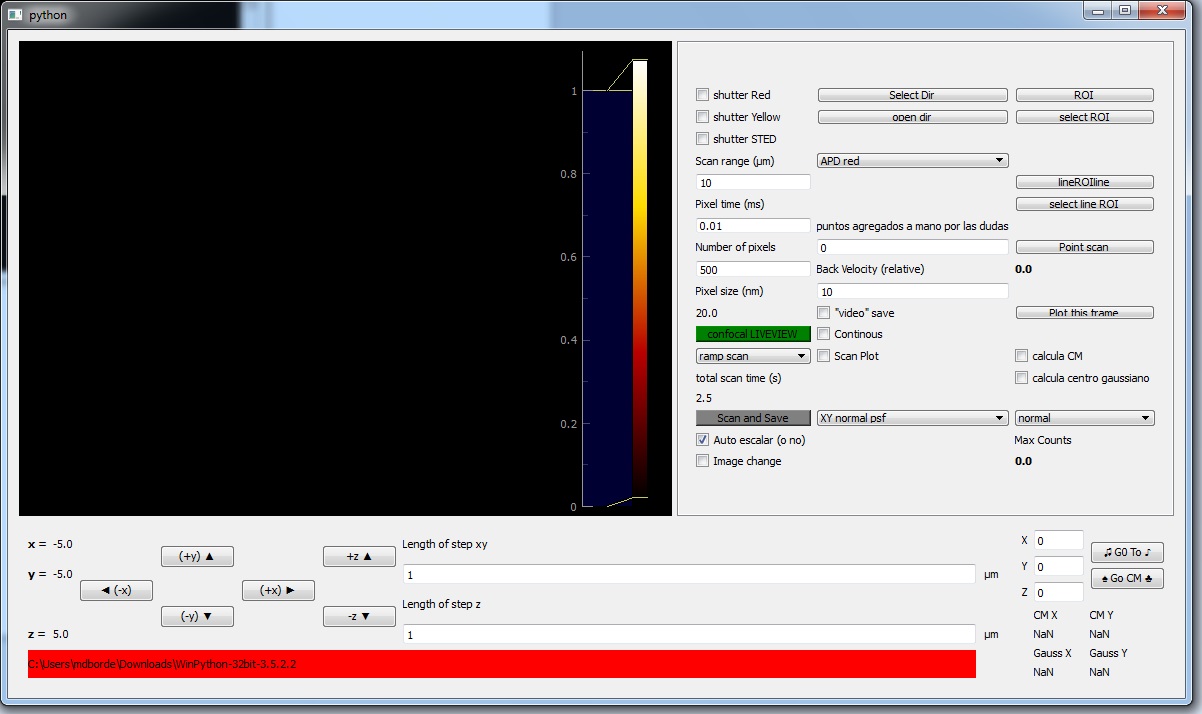 python
1
0.8
0.6
0.4
0.2
0
shutter Red
Select Dir
ROI
shutter Yellow
open dir
select ROI
shutter STED
Scan range (µm)
APD red
10
lineROIline
Pixel time (ms)
select line ROI
0.01
puntos agregados a mano por las dudas
Number of pixels
0
Point scan
500
Back Velocity (relative)
0.0
Pixel size (nm)
10
20.0
"video" save
Plot this frame
confocal LIVEVIEW
Continous
ramp scan
Scan Plot
calcula CM
total scan time (s)
calcula centro gaussiano
2.5
Scan and Save
XY normal psf
normal
Auto escalar (o no)
Max Counts
Image change
0.0
x = -5.0
(+y) ▲
+z ▲
Length of step xy
y = -5.0
◄ (-x)
(+x) ►
1
µm
(-y) ▼
-z ▼
Length of step z
z = 5.0
1
µm
X 0
Y 0
Z 0
♫ G0 To ♪
♠ Go CM ♣
CM X CM Y
NaN NaN
Gauss X Gauss Y
NaN NaN
C:\Users\mdborde\Downloads\WinPython-32bit-3.5.2.2